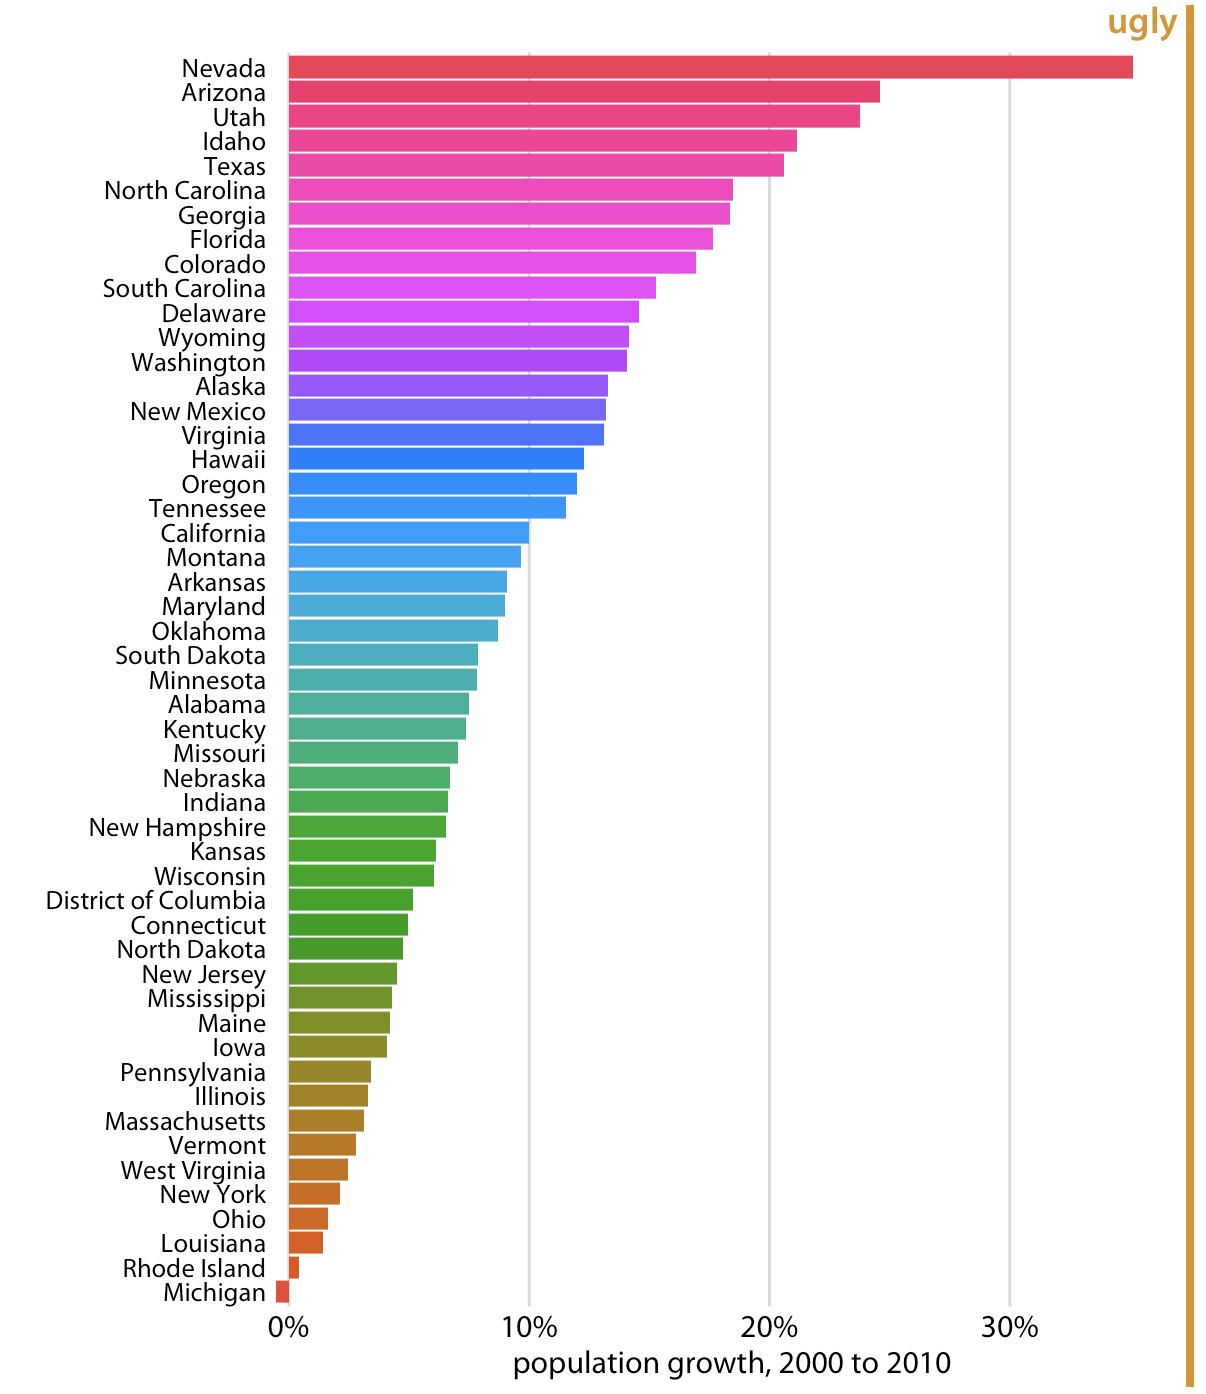 ugly
Nevada
Arizona
Utah
Idaho
Texas
North Carolina
Georgia
Florida
Colorado
South Carolina
Delaware
Wyoming
Washington
Alaska
New Mexico
Virginia
Hawaii
Oregon
Tennessee
California
Montana
Arkansas
Maryland
Oklahoma
South Dakota
Minnesota
Alabama
Kentucky
Missouri
Nebraska
Indiana
New Hampshire
Kansas
Wisconsin
District of Columbia
Connecticut
North Dakota
New Jersey
Mississippi
Maine
Iowa
Pennsylvania
Illinois
Massachusetts
Vermont
West Virginia
New York
Ohio
Louisiana
Rhode Island
Michigan
0% 10% 20% 30%
population growth, 2000 to 2010